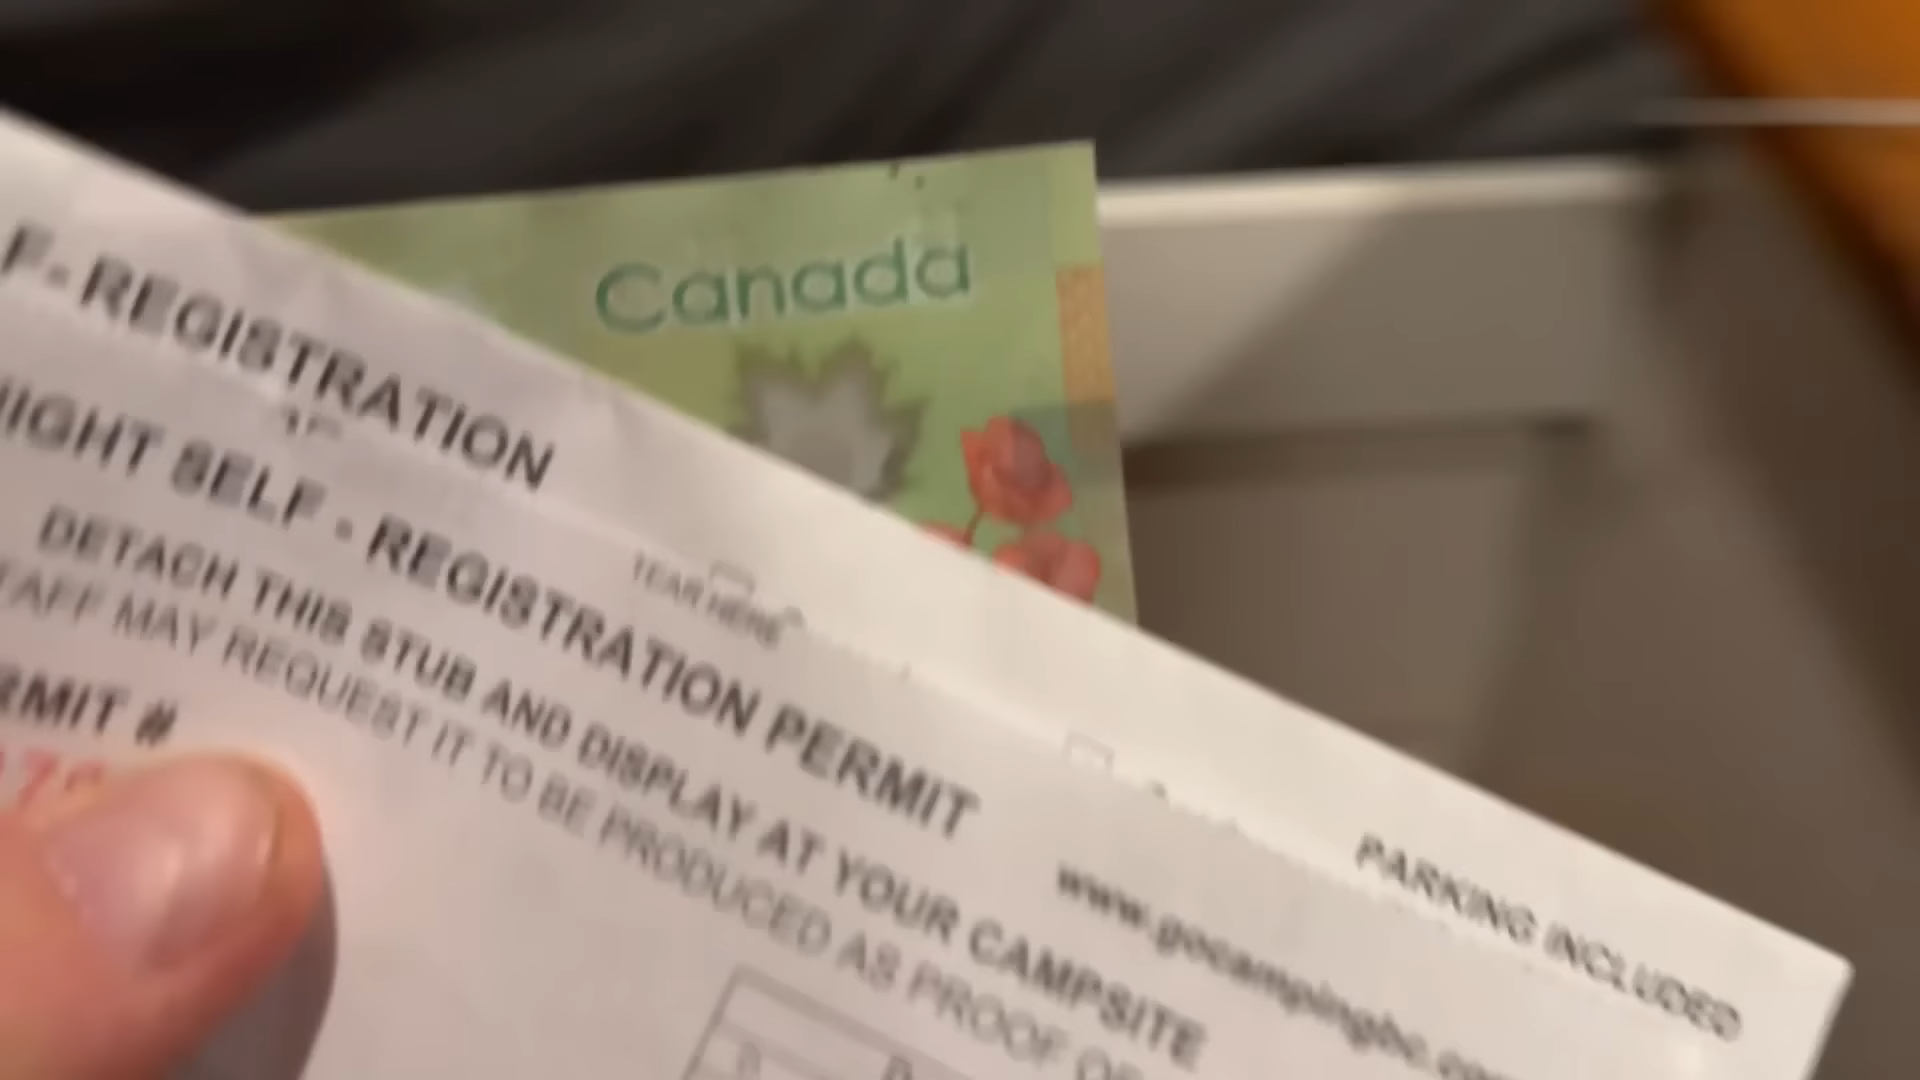 Canada
F-REGISTRATION
IGHT SELF - REGISTRATION PERMIT
TEAR HERE
DETACH THIS STUB AND DISPLAY AT YOUR CAMPSITE
TAFF MAY REQUEST IT TO BE PRODUCED AS PROOF OF
RMIT #
www.gocampingbc.co
PARKING INCLUDED